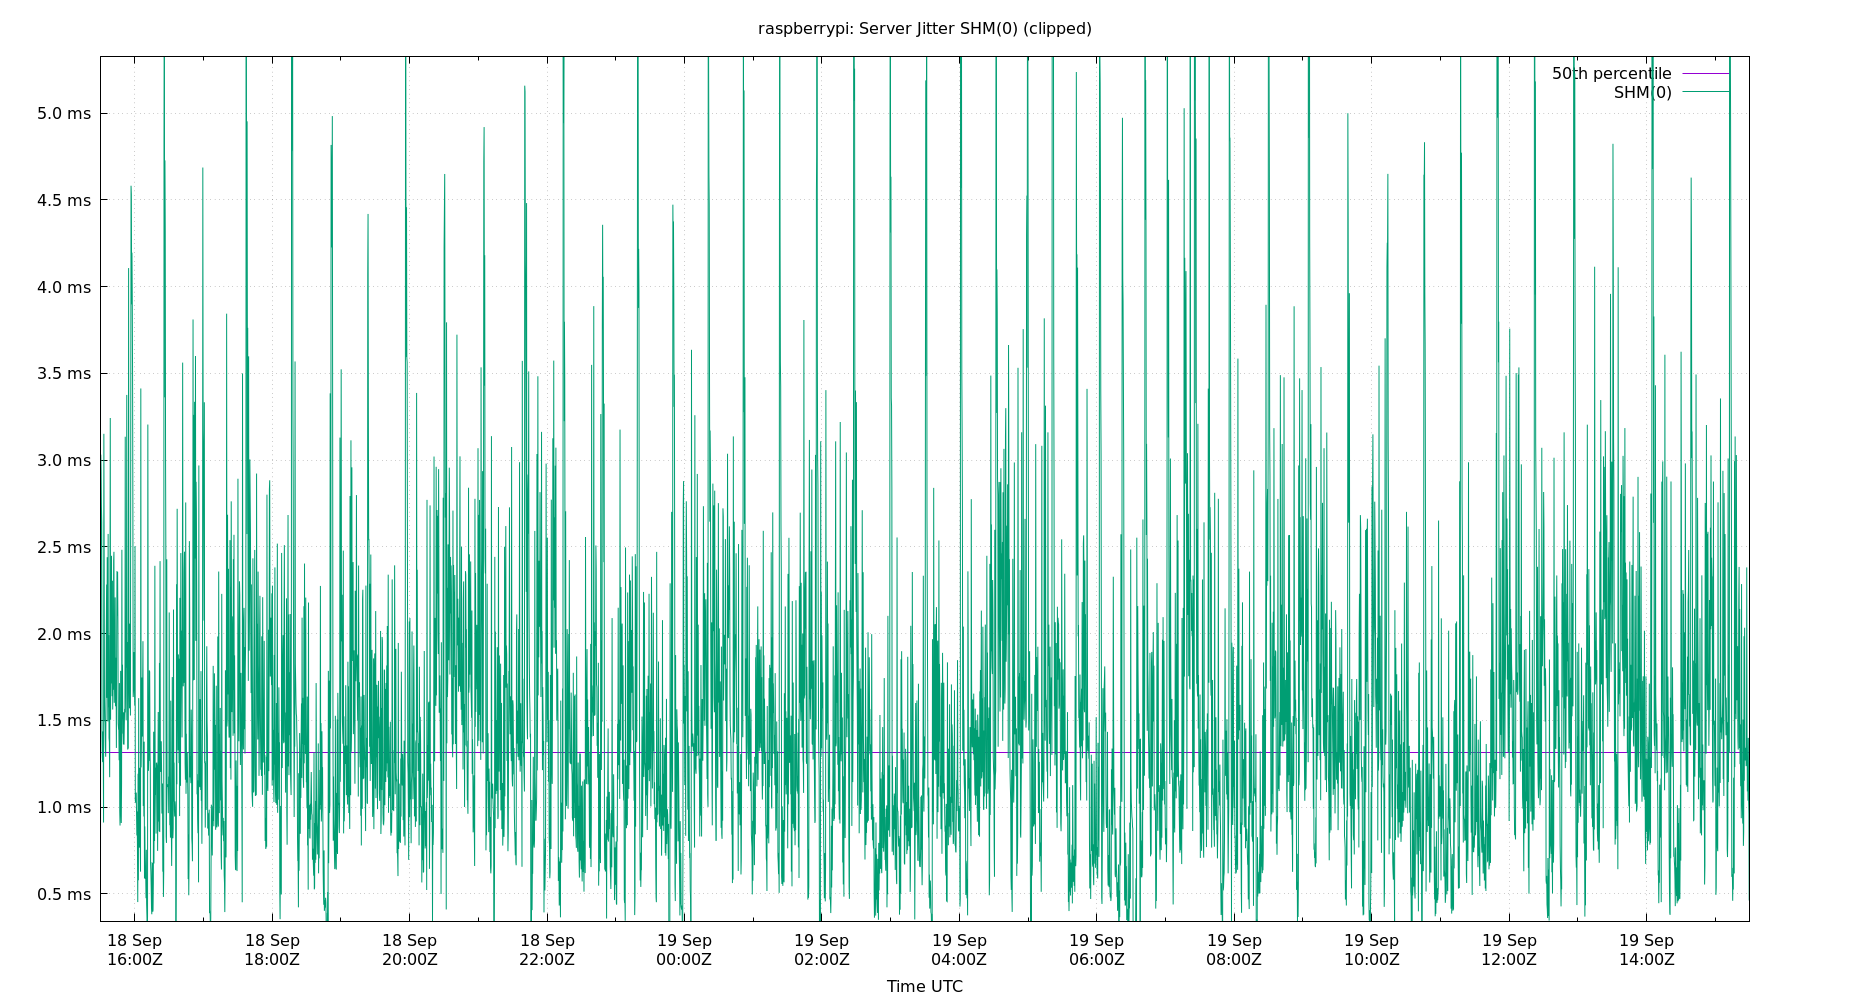 raspberrypi: Server Jitter SHM(0) (clipped)
50th percentile
SHM(0)
5.0 ms
4.5 ms
4.0 ms
3.5 ms
3.0 ms
2.5 ms
2.0 ms
1.5 ms
1.0 ms
0.5 ms
18 Sep 18 Sep 18 Sep 18 Sep 19 Sep 19 Sep 19 Sep 19 Sep 19 Sep 19 Sep 19 Sep 19 Sep
16:00Z 18:00Z 20:00Z 22:00Z 00:00Z 02:00Z 04:00Z 06:00Z 08:00Z 10:00Z 12:00Z 14:00Z
Time UTC